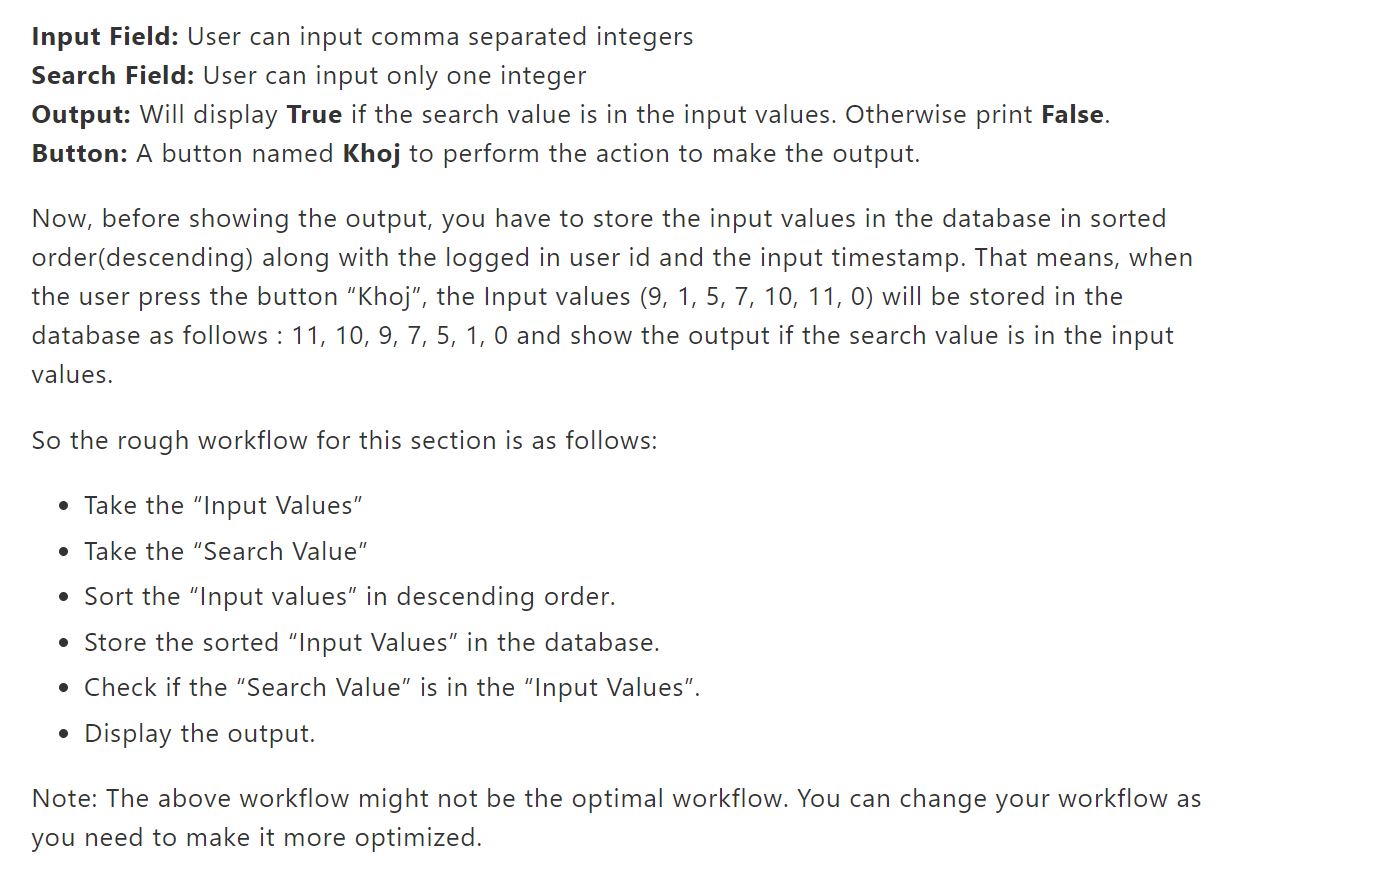 Input Field: User can input comma separated integers
Search Field: User can input only one integer
Output: Will display True if the search value is in the input values. Otherwise print False.
Button: A button named Khoj to perform the action to make the output.
Now, before showing the output, you have to store the input values in the database in sorted
order(descending) along with the logged in user id and the input timestamp. That means, when
the user press the button “Khoj”, the Input values (9, 1, 5, 7, 10, 11, 0) will be stored in the
database as follows : 11, 10, 9, 7, 5, 1, 0 and show the output if the search value is in the input
values.
So the rough workflow for this section is as follows:
• Take the “Input Values”
• Take the “Search Value”
• Sort the “Input values” in descending order.
• Store the sorted “Input Values” in the database.
• Check if the “Search Value” is in the “Input Values”.
• Display the output.
Note: The above workflow might not be the optimal workflow. You can change your workflow as
you need to make it more optimized.